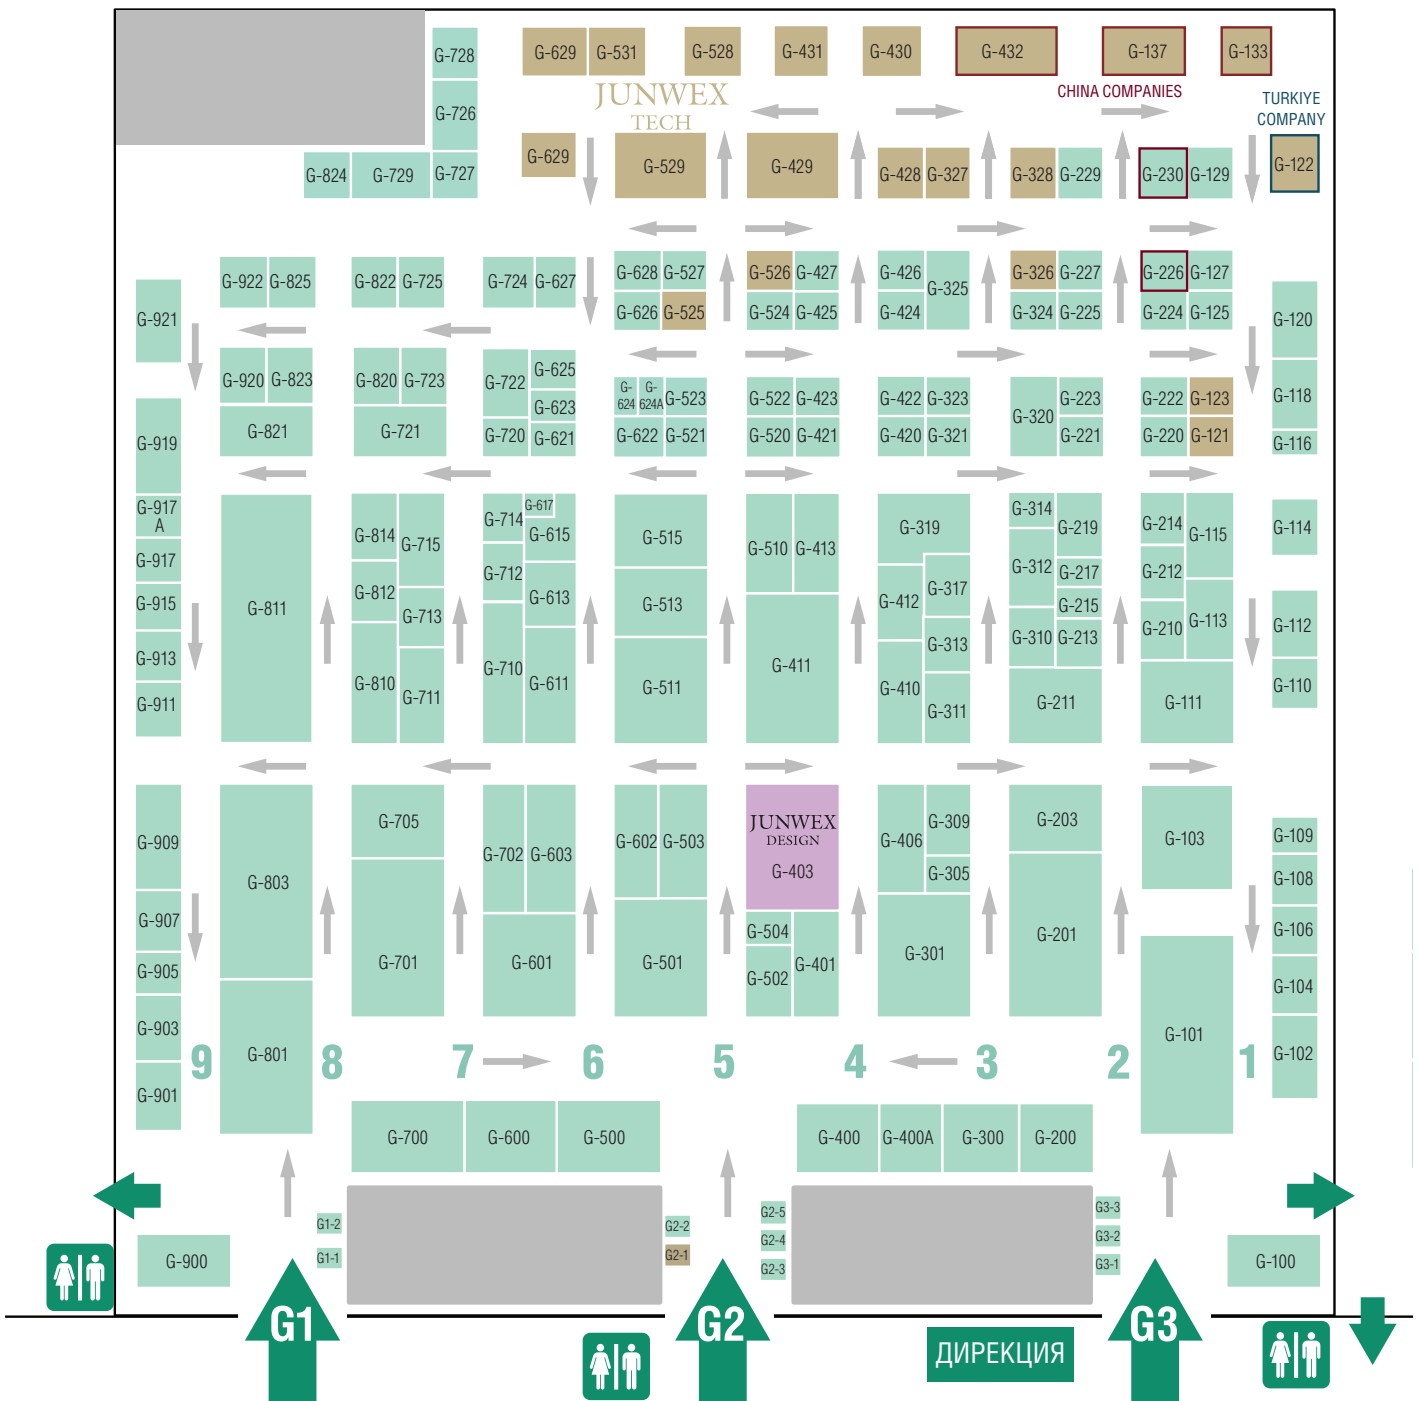 G-728
G-629
G-531
G-528
G-431
G-430
G-432
G-137
G-133
JUNWEX
TECH
CHINA COMPANIES
TURKIYE
COMPANY
G-726
G-824
G-729
G-727
G-629
G-529
G-429
G-428
G-327
G-328
G-229
G-230
G-129
G-122
G-922
G-825
G-822
G-725
G-724
G-627
G-628
G-527
G-526
G-427
G-426
G-325
G-326
G-227
G-226
G-127
G-921
G-626
G-525
G-524
G-425
G-424
G-324
G-225
G-224
G-125
G-120
G-920
G-823
G-820
G-723
G-722
G-625
G-623
G-624
G-624A
G-523
G-522
G-423
G-422
G-323
G-320
G-223
G-222
G-123
G-118
G-919
G-821
G-721
G-720
G-621
G-622
G-521
G-520
G-421
G-420
G-321
G-221
G-220
G-121
G-116
G-917
A
G-917
G-915
G-913
G-911
G-811
G-814
G-715
G-812
G-713
G-810
G-711
G-714
G-617
G-615
G-712
G-613
G-710
G-611
G-515
G-513
G-511
G-510
G-413
G-411
G-319
G-412
G-317
G-313
G-410
G-311
G-314
G-219
G-312
G-217
G-215
G-310
G-213
G-211
G-214
G-115
G-212
G-210
G-113
G-111
G-114
G-112
G-110
G-909
G-907
G-905
G-903
G-901
G-803
G-801
G-705
G-701
G-702
G-603
G-601
G-602
G-503
G-501
JUNWEX
DESIGN
G-403
G-504
G-502
G-401
G-406
G-309
G-305
G-301
G-203
G-201
G-103
G-101
G-109
G-108
G-106
G-104
G-102
9
8
7
6
5
4
3
2
1
G-700
G-600
G-500
G-400
G-400A
G-300
G-200
G1-2
G1-1
G2-2
G2-1
G2-5
G2-4
G2-3
G3-3
G3-2
G3-1
G-900
G-100
G1
G2
G3
ДИРЕКЦИЯ